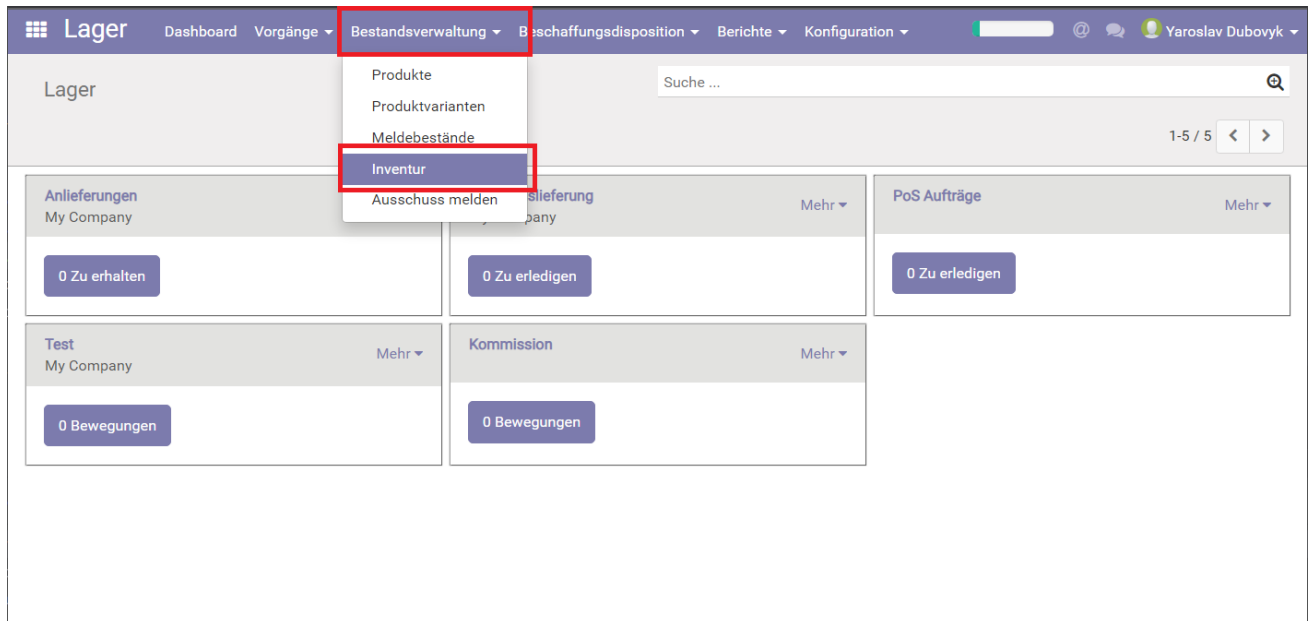 Lager Dashboard Vorgänge Bestandsverwaltung Beschaffungsdisposition Berichte Konfiguration @ Yaroslav Dubovyk
Lager
Suche ...
1-5 / 5
Produkte
Produktvarianten
Meldebestände
Inventur
Ausschuss melden
Anlieferungen
My Company
0 Zu erhalten
slieferung
pany
Mehr
0 Zu erledigen
PoS Aufträge
Mehr
0 Zu erledigen
Test
My Company
Mehr
0 Bewegungen
Kommission
Mehr
0 Bewegungen